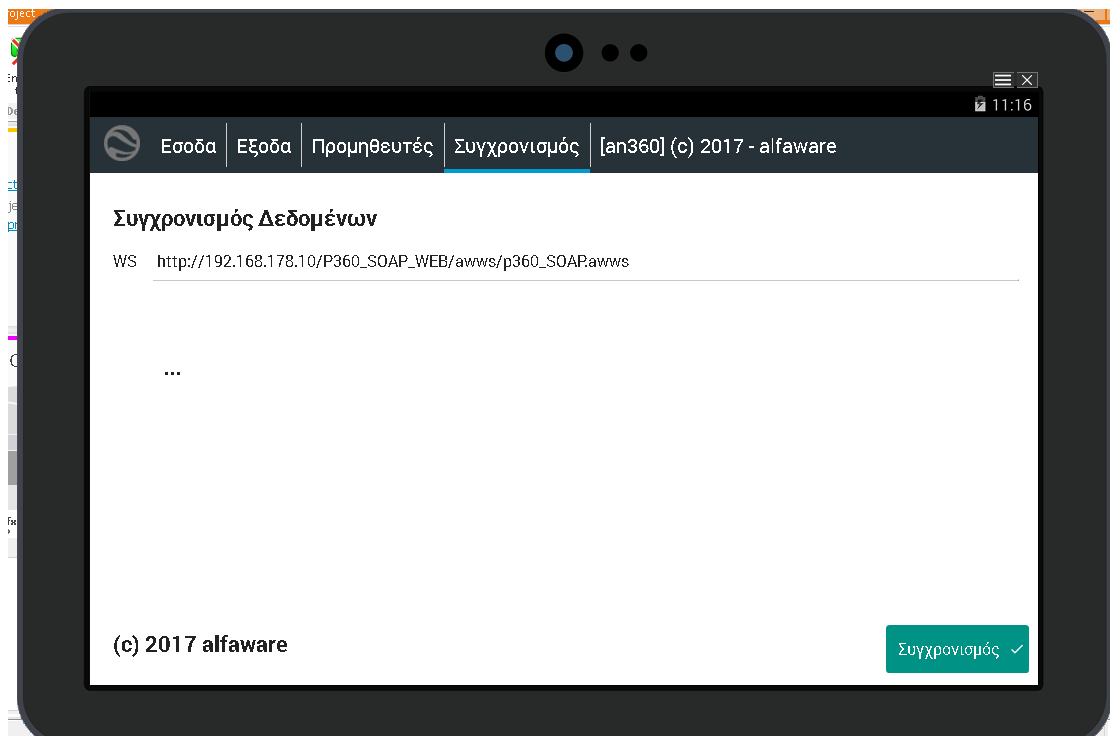 oject
11:16
Εσοδα Εξοδα Προμηθευτές Συγχρονισμός [an360] (c) 2017 - alfaware
Συγχρονισμός Δεδομένων
WS http://192.168.178.10/P360_SOAP_WEB/awws/p360_SOAP.awws
...
(c) 2017 alfaware
Συγχρονισμός